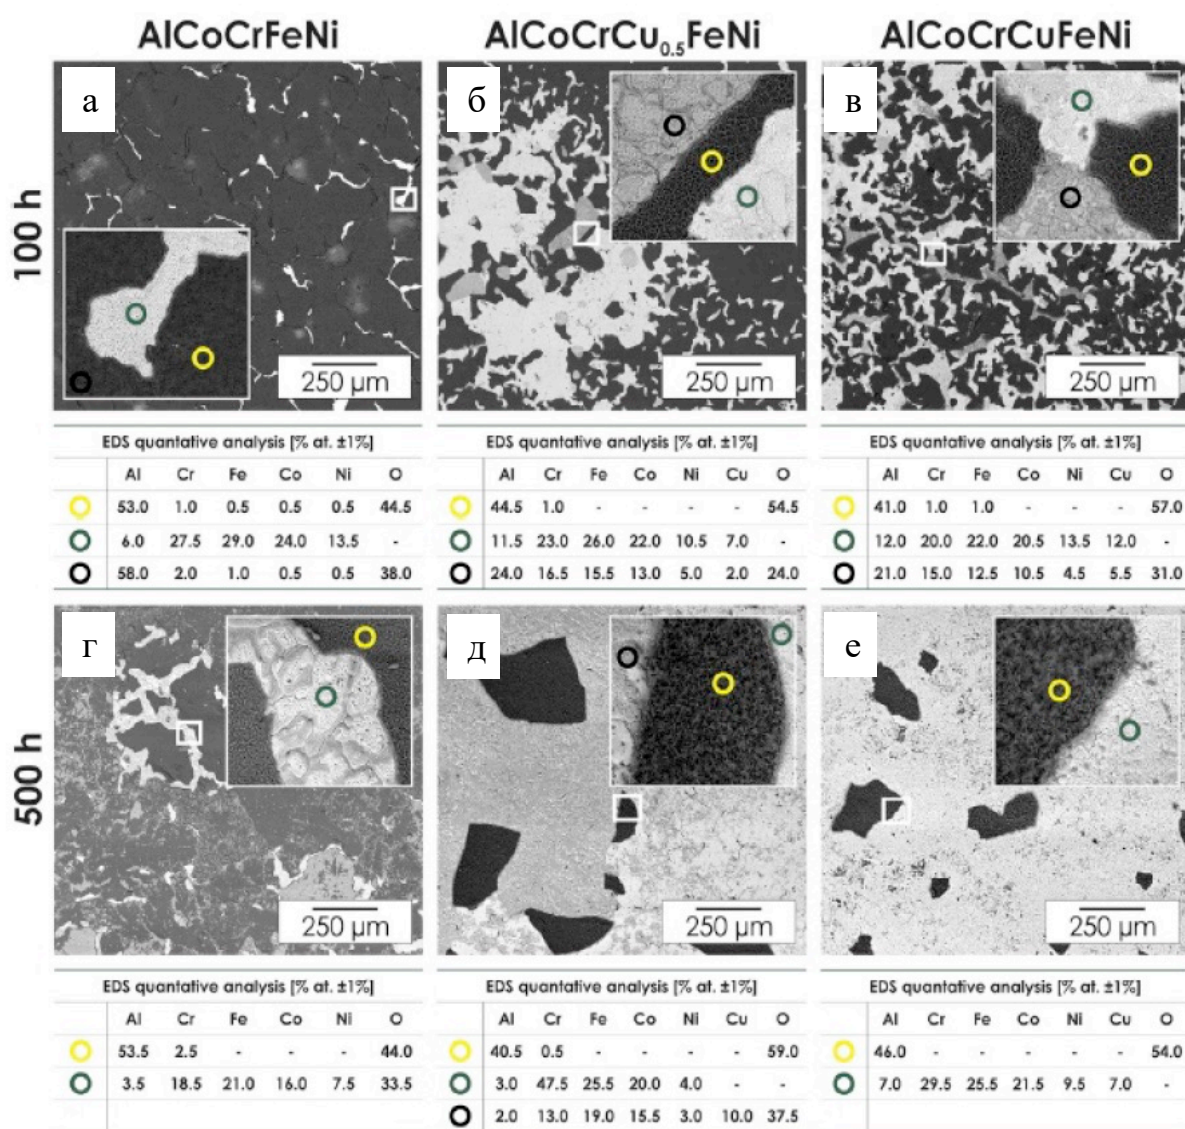 AlCoCrFeNi AlCoCrCu0.5FeNi AlCoCrCuFeNi
100 h
а б в
250 µm 250 µm 250 µm
EDS quantative analysis [% at. ±1%] EDS quantative analysis [% at. ±1%] EDS quantative analysis [% at. ±1%]
Al Cr Fe Co Ni O Al Cr Fe Co Ni Cu O Al Cr Fe Co Ni Cu O
53.0 1.0 0.5 0.5 0.5 44.5 44.5 1.0 - - - - 54.5 41.0 1.0 1.0 - - - 57.0
6.0 27.5 29.0 24.0 13.5 - 11.5 23.0 26.0 22.0 10.5 7.0 - 12.0 20.0 22.0 20.5 13.5 12.0 -
58.0 2.0 1.0 0.5 0.5 38.0 24.0 16.5 15.5 13.0 5.0 2.0 24.0 21.0 15.0 12.5 10.5 4.5 5.5 31.0
500 h
г д е
250 µm 250 µm 250 µm
EDS quantative analysis [% at. ±1%] EDS quantative analysis [% at. ±1%] EDS quantative analysis [% at. ±1%]
Al Cr Fe Co Ni O Al Cr Fe Co Ni Cu O Al Cr Fe Co Ni Cu O
53.5 2.5 - - - 44.0 40.5 0.5 - - - - 59.0 46.0 - - - - - 54.0
3.5 18.5 21.0 16.0 7.5 33.5 3.0 47.5 25.5 20.0 4.0 - - 7.0 29.5 25.5 21.5 9.5 7.0 -
2.0 13.0 19.0 15.5 3.0 10.0 37.5